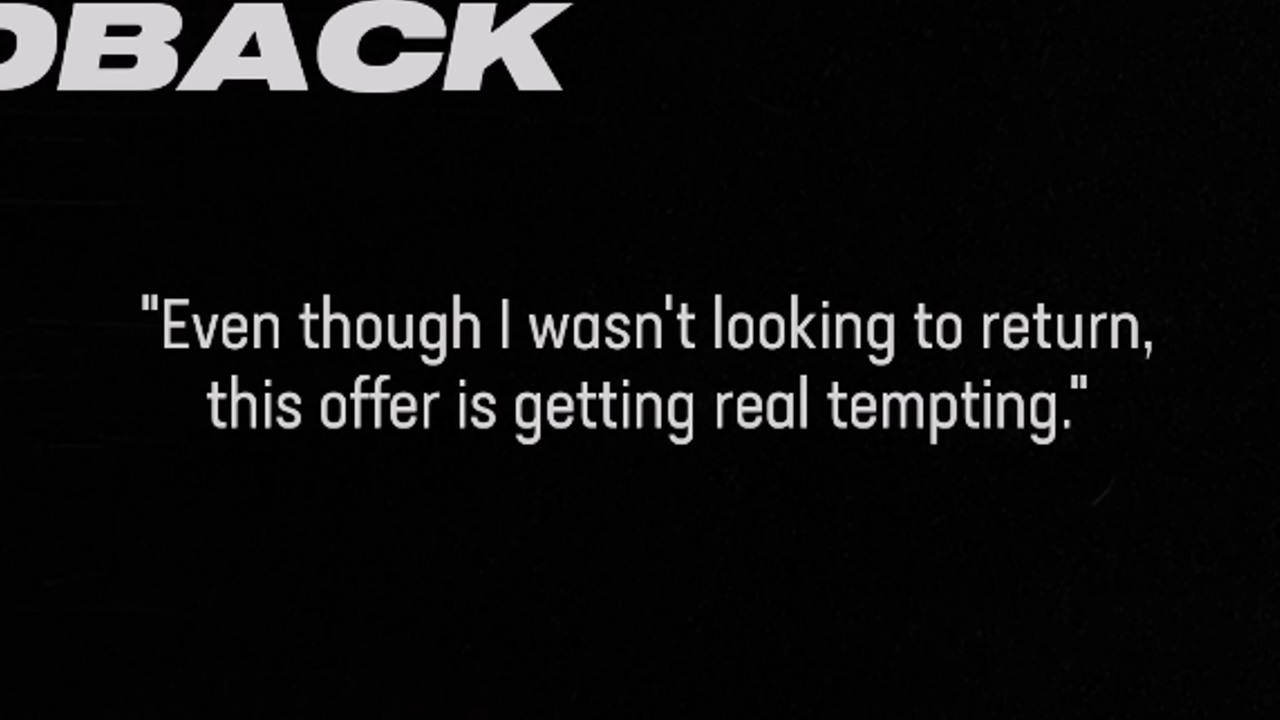 DBACK
"Even though I wasn't looking to return,
this offer is getting real tempting."